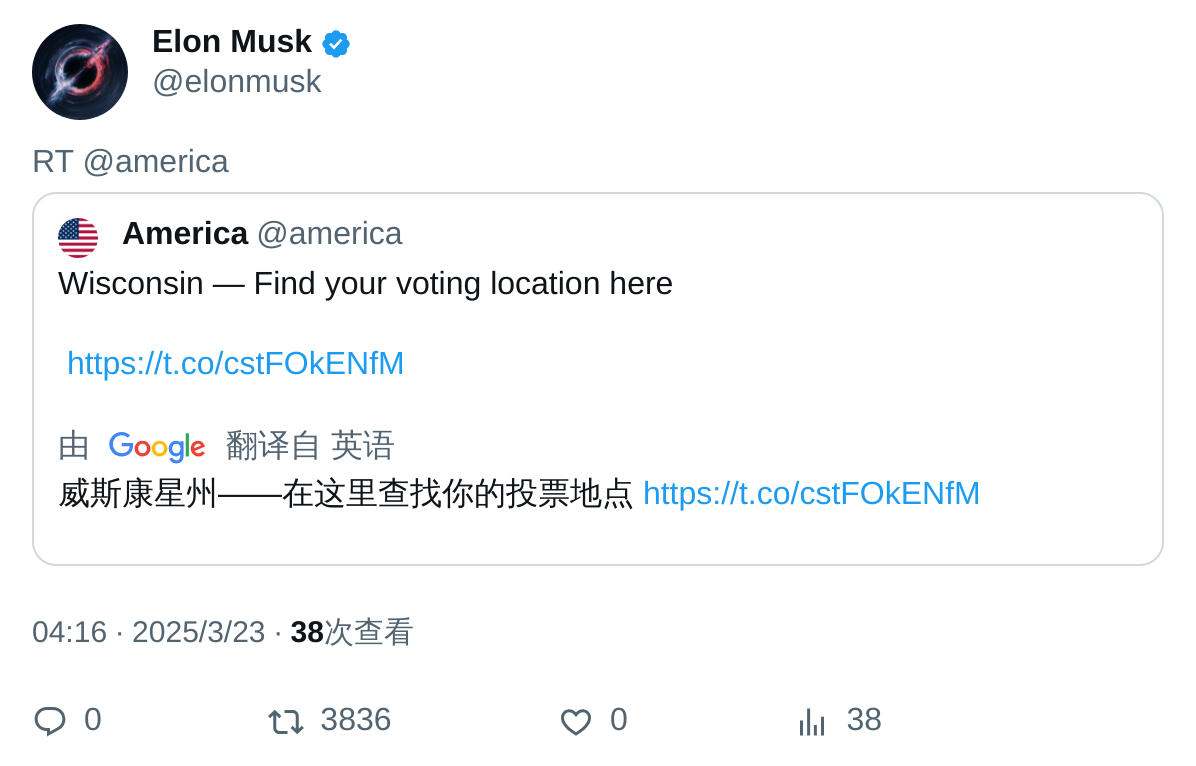 Elon Musk
@elonmusk
RT @america
America @america
Wisconsin — Find your voting location here
https://t.co/cstFOkENfM
由 Google 翻译自 英语
威斯康星州——在这里查找你的投票地点 https://t.co/cstFOkENfM
04:16 · 2025/3/23 · 38次查看
0 3836 0 38